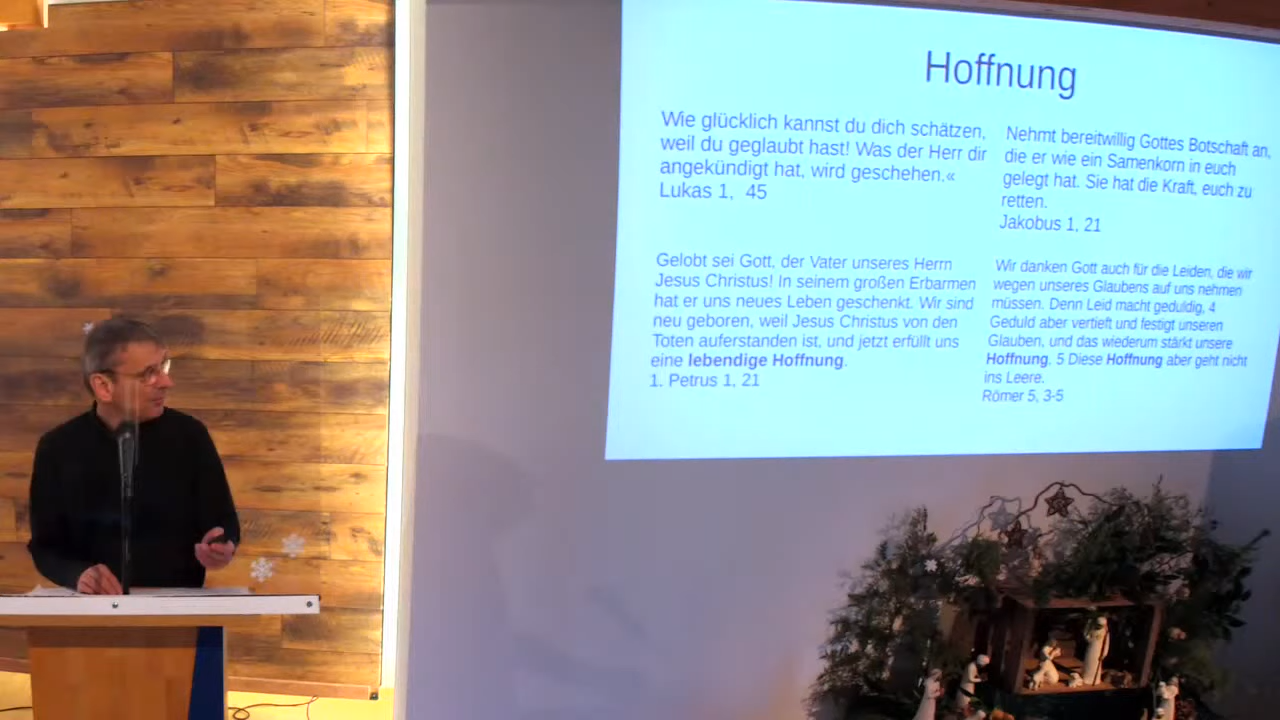 Hoffnung
Wie glücklich kannst du dich schätzen,
weil du geglaubt hast! Was der Herr dir
angekündigt hat, wird geschehen.«
Lukas 1, 45
Nehmt bereitwillig Gottes Botschaft an,
die er wie ein Samenkorn in euch
gelegt hat. Sie hat die Kraft, euch zu
retten.
Jakobus 1, 21
Gelobt sei Gott, der Vater unseres Herrn
Jesus Christus! In seinem großen Erbarmen
hat er uns neues Leben geschenkt. Wir sind
neu geboren, weil Jesus Christus von den
Toten auferstanden ist, und jetzt erfüllt uns
eine lebendige Hoffnung.
1. Petrus 1, 21
Wir danken Gott auch für die Leiden, die wir
wegen unseres Glaubens auf uns nehmen
müssen. Denn Leid macht geduldig, 4
Geduld aber vertieft und festigt unseren
Glauben, und das wiederum stärkt unsere
Hoffnung. 5 Diese Hoffnung aber geht nicht
ins Leere.
Römer 5, 3-5